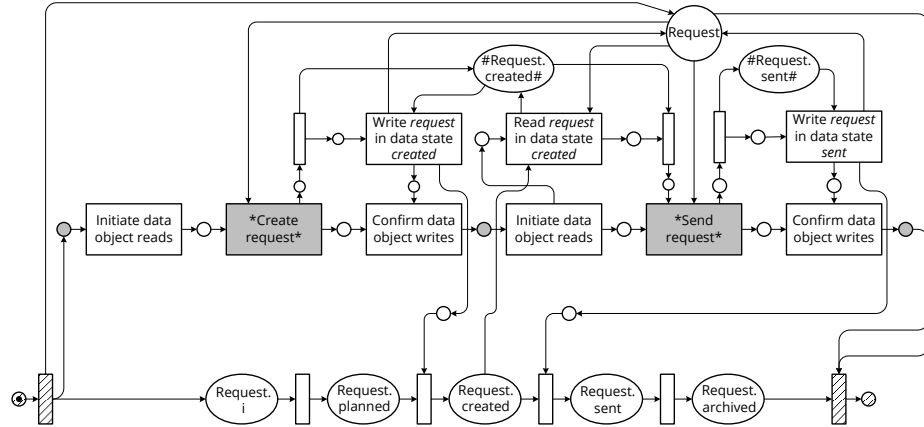 Request
#Request.
created#
#Request.
sent#
Write request
in data state
created
Read request
in data state
created
Write request
in data state
sent
Initiate data
object reads
*Create
request*
Confirm data
object writes
Initiate data
object reads
*Send
request*
Confirm data
object writes
Request.
i
Request.
planned
Request.
created
Request.
sent
Request.
archived